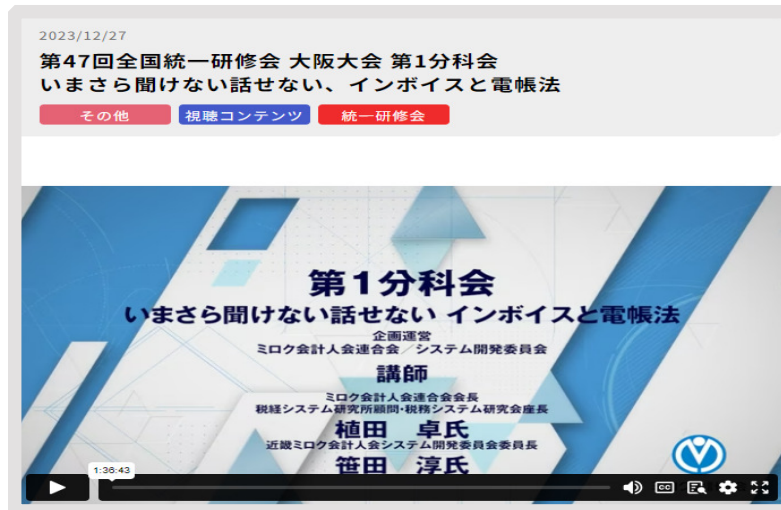 2023/12/27
第47回全国統一研修会 大阪大会 第1分科会
いまさら聞けない話せない、インボイスと電帳法
その他 視聴コンテンツ 統一研修会
第1分科会
いまさら聞けない話せない インボイスと電帳法
企画運営
ミロク会計人会連合会／システム開発委員会
講師
ミロク会計人会連合会会長
税経システム研究所顧問・税務システム研究会座長
植田 卓氏
近畿ミロク会計人会システム開発委員会委員長
笹田 淳氏
1:36:43
CC